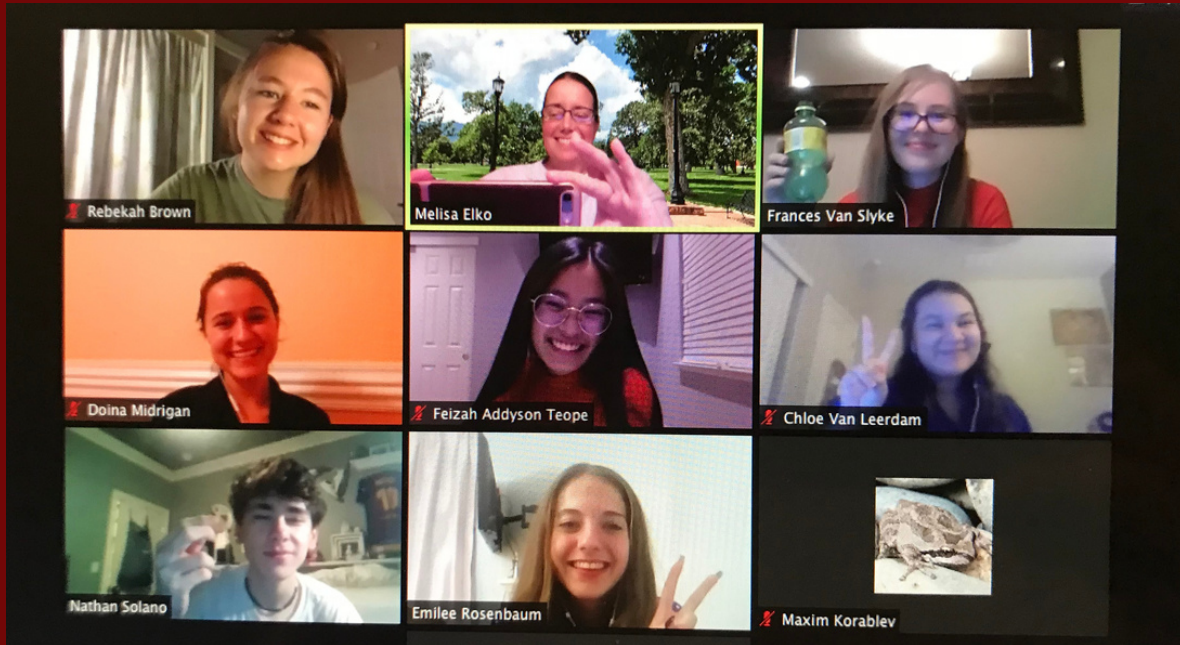 Rebekah Brown
Melisa Elko
Frances Van Slyke
Doina Midrigan
Feizah Addyson Teope
Chloe Van Leerdam
Nathan Solano
Emilee Rosenbaum
Maxim Korablev